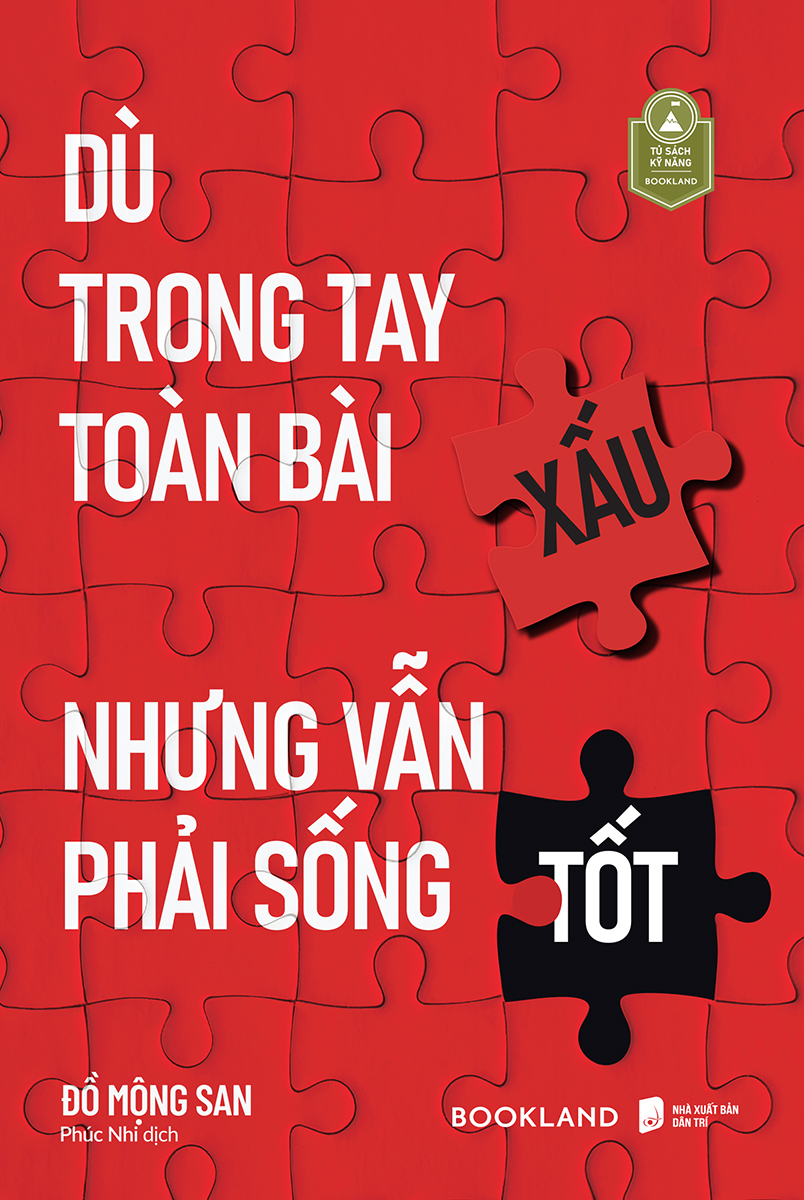 DÙ
TRONG TAY
TOÀN BÀI
XẤU
NHƯNG VẪN
PHẢI SỐNG
TỐT
TỦ SÁCH
KỸ NĂNG
BOOKLAND
ĐỒ MỘNG SAN
Phúc Nhi dịch
BOOKLAND
NHÀ XUẤT BẢN
DÂN TRÍ